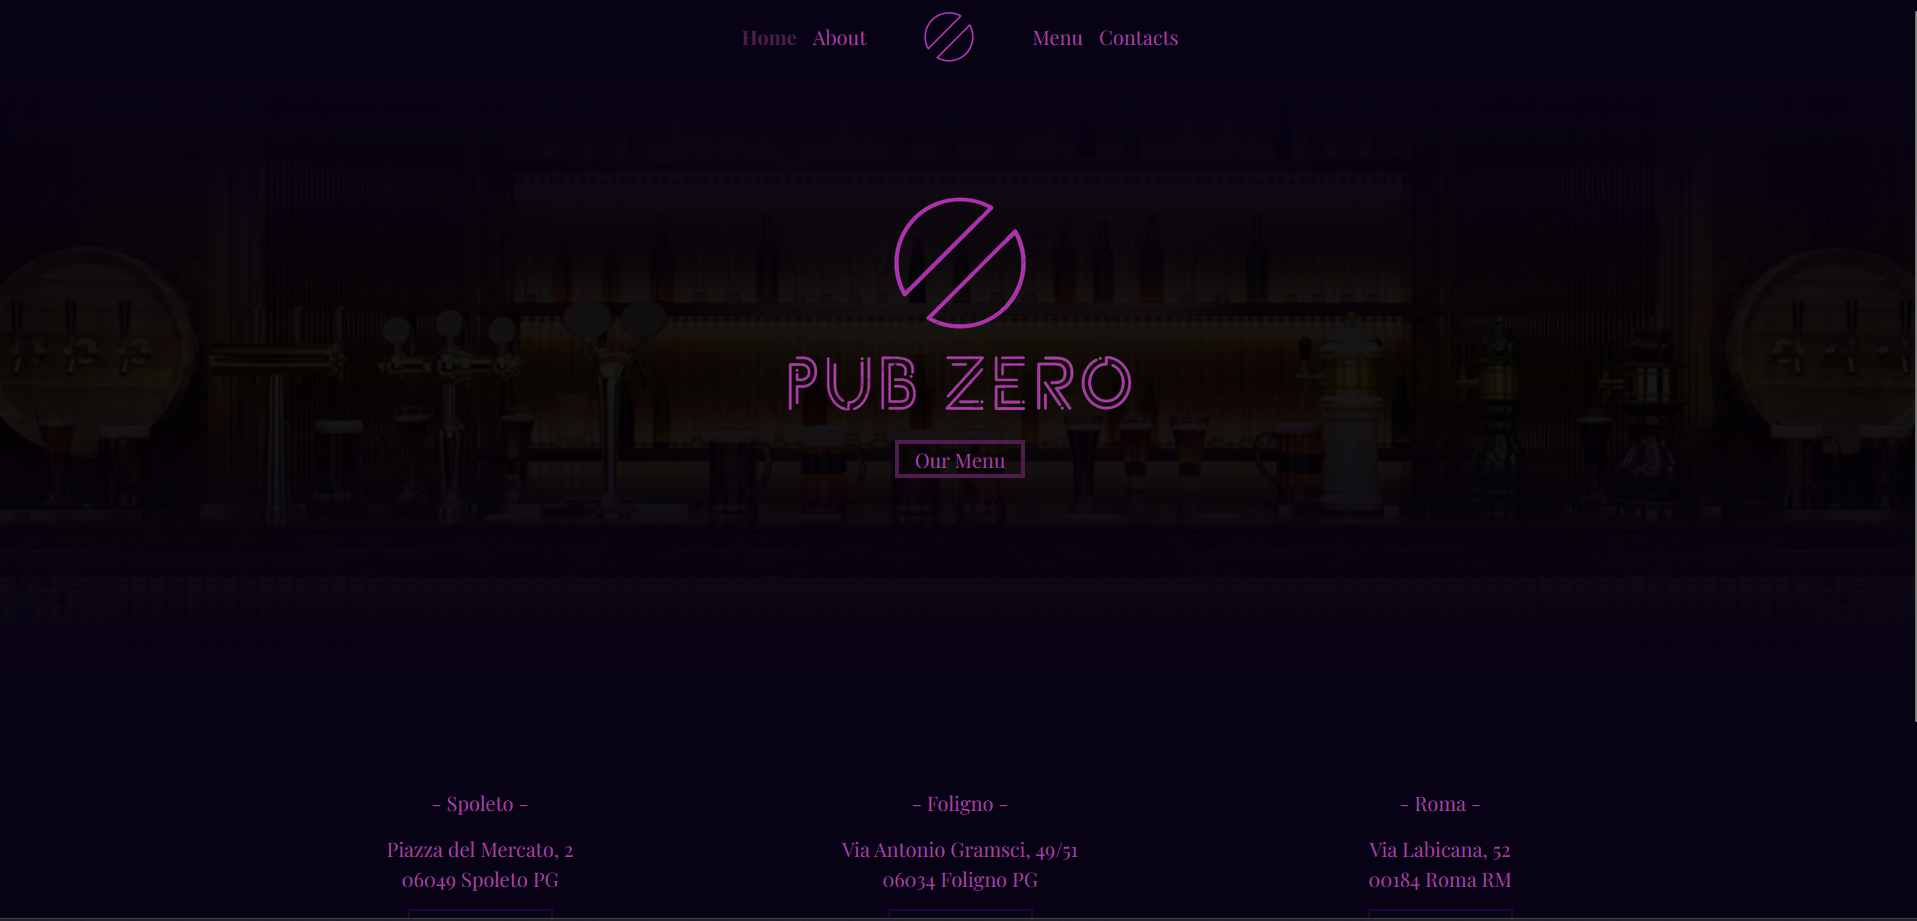 Home About Menu Contacts
PUB ZERO
Our Menu
- Spoleto -
Piazza del Mercato, 2
06049 Spoleto PG
- Foligno -
Via Antonio Gramsci, 49/51
06034 Foligno PG
- Roma -
Via Labicana, 52
00184 Roma RM